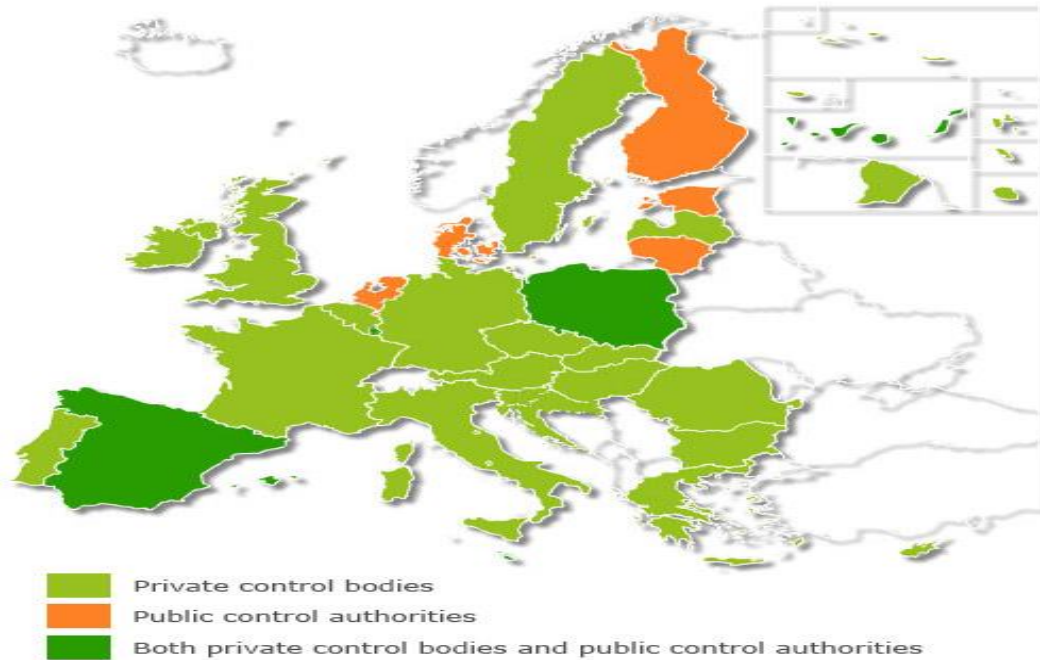 Private control bodies
Public control authorities
Both private control bodies and public control authorities